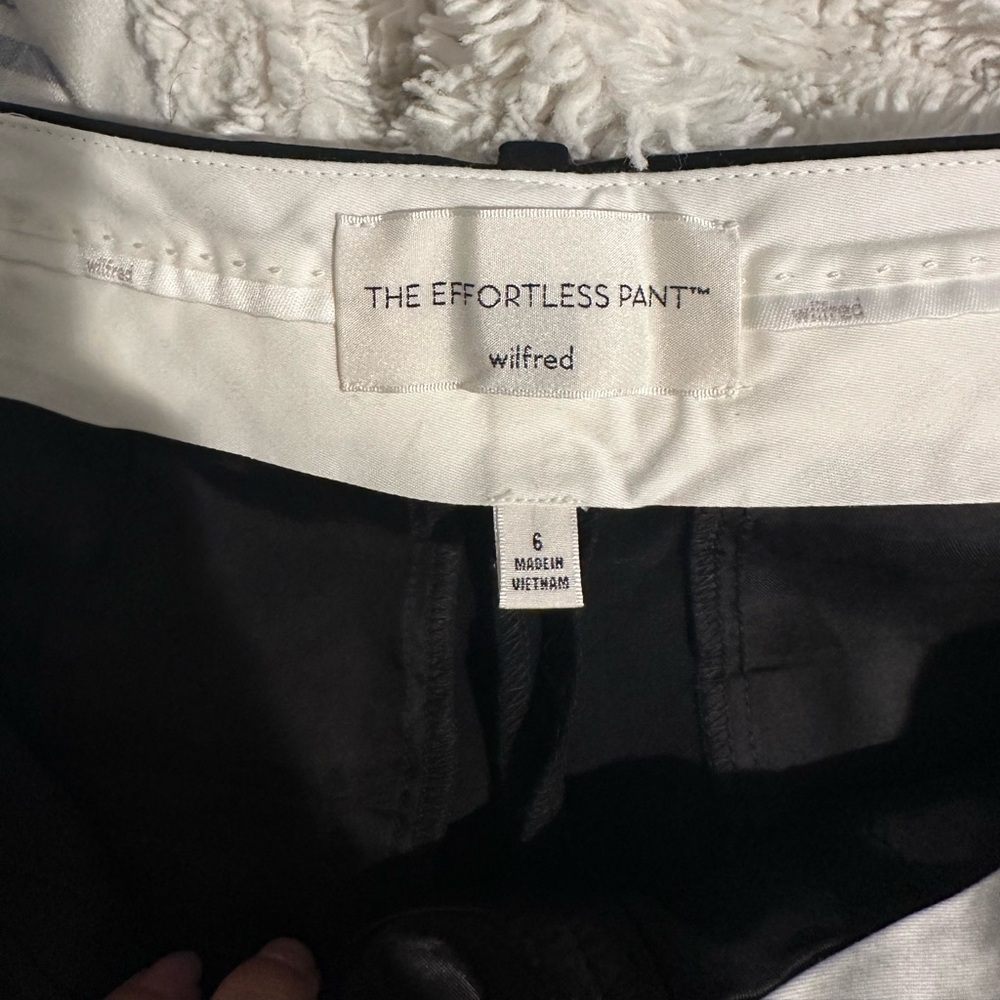 wilfred
THE EFFORTLESS PANT™
wilfred
wilfred
6
MADE IN
VIETNAM